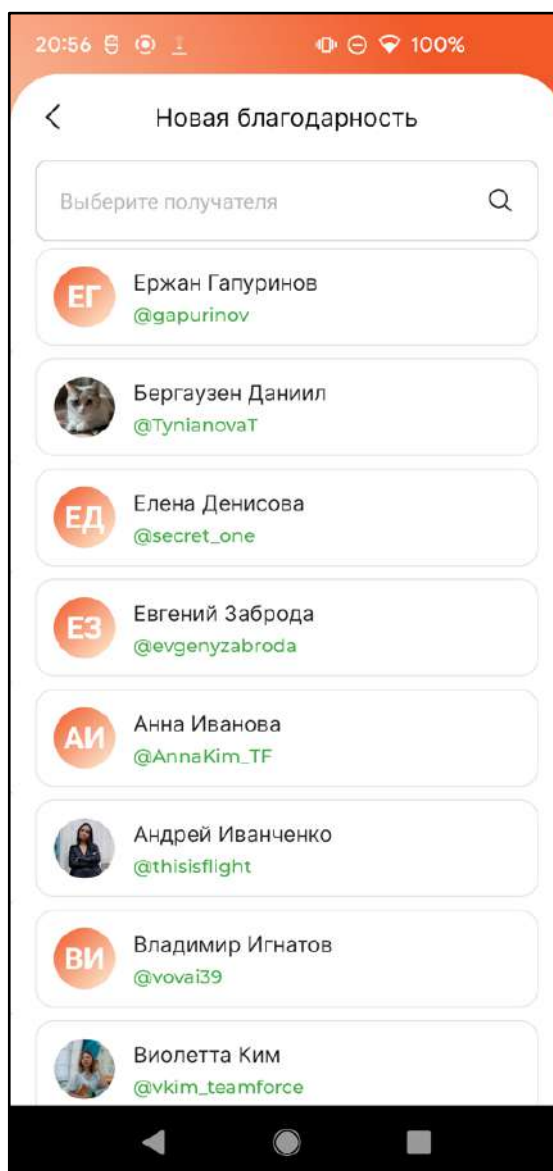 20:56 100%
Новая благодарность
Выберите получателя
ЕГ
Ержан Гапуринов
@gapurinov
Бергаузен Даниил
@TynianovaT
ЕД
Елена Денисова
@secret_one
ЕЗ
Евгений Заброда
@evgenyzabroda
АИ
Анна Иванова
@AnnaKim_TF
Андрей Иванченко
@thisisflight
ВИ
Владимир Игнатов
@vovai39
Виолетта Ким
@vkim_teamforce